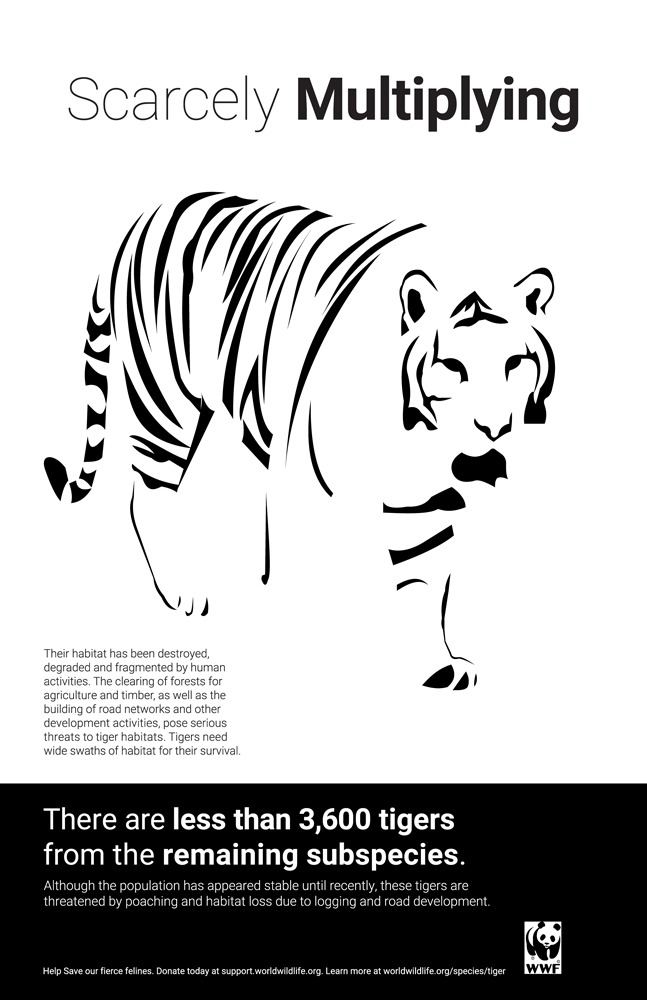 Scarcely Multiplying
Their habitat has been destroyed,
degraded and fragmented by human
activities. The clearing of forests for
agriculture and timber, as well as the
building of road networks and other
development activities, pose serious
threats to tiger habitats. Tigers need
wide swaths of habitat for their survival.
There are less than 3,600 tigers
from the remaining subspecies.
Although the population has appeared stable until recently, these tigers are
threatened by poaching and habitat loss due to logging and road development.
Help Save our fierce felines. Donate today at support.worldwildlife.org. Learn more at worldwildlife.org/species/tiger
WWF